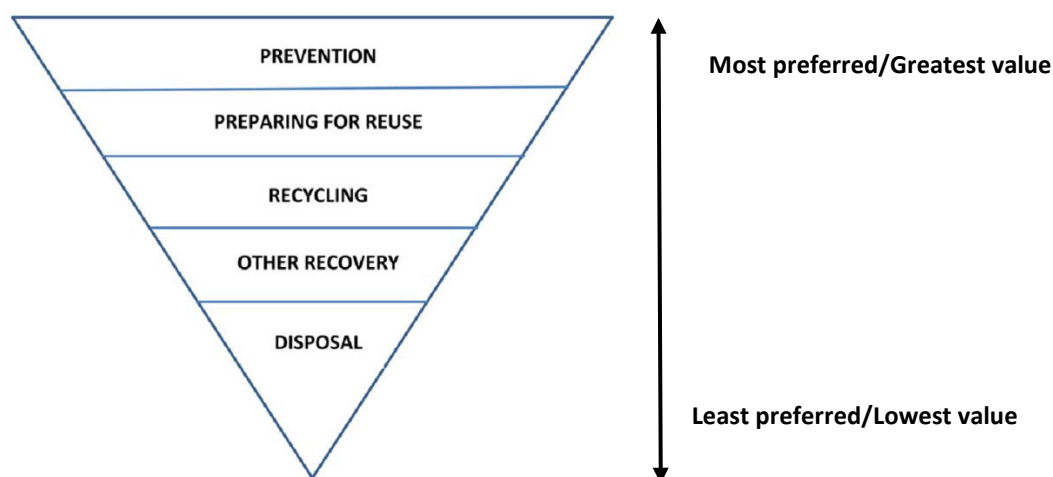 PREVENTION
Most preferred/Greatest value
PREPARING FOR REUSE
RECYCLING
OTHER RECOVERY
DISPOSAL
Least preferred/Lowest value